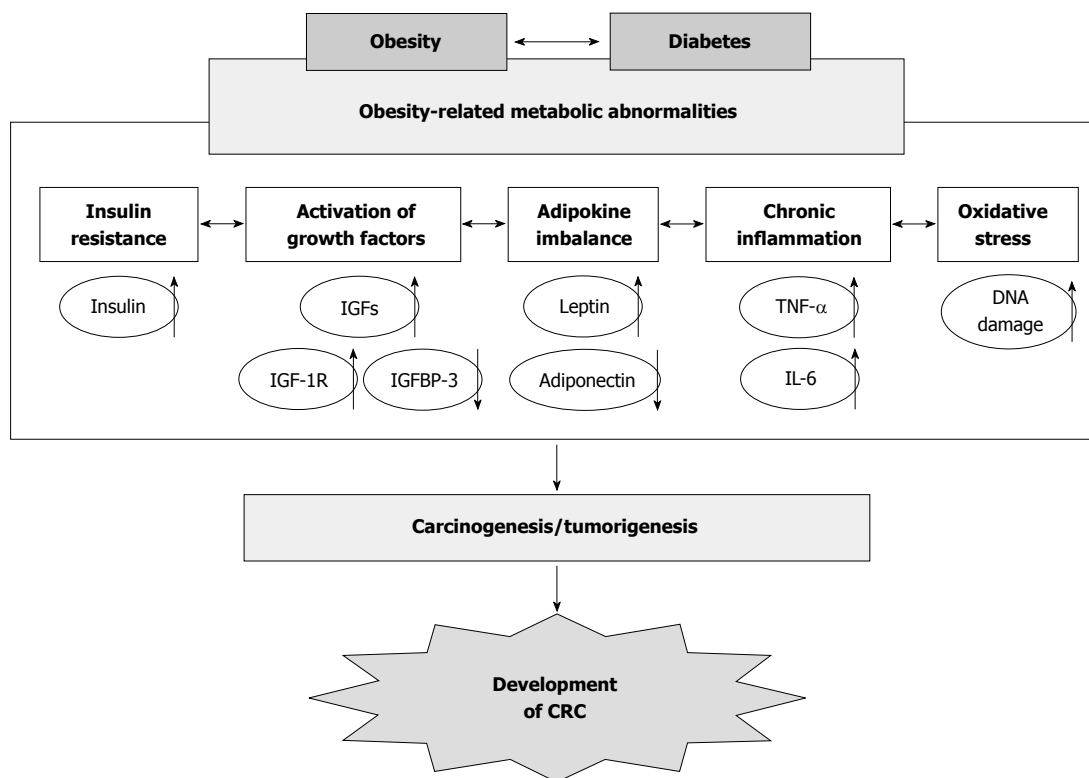 Obesity
Diabetes
Obesity-related metabolic abnormalities
Insulin
resistance
Activation of
growth factors
Adipokine
imbalance
Chronic
inflammation
Oxidative
stress
Insulin
IGFs
IGF-1R
IGFBP-3
Leptin
Adiponectin
TNF-α
IL-6
DNA
damage
Carcinogenesis/tumorigenesis
Development
of CRC